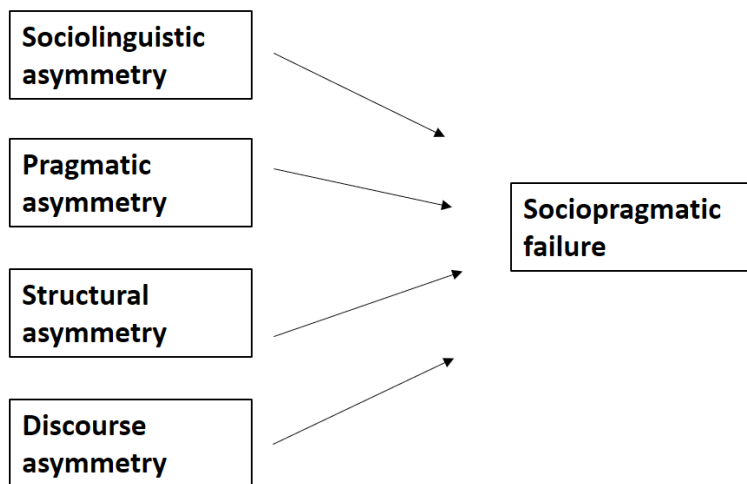 Sociolinguistic
asymmetry
Pragmatic
asymmetry
Structural
asymmetry
Discourse
asymmetry
Sociopragmatic
failure